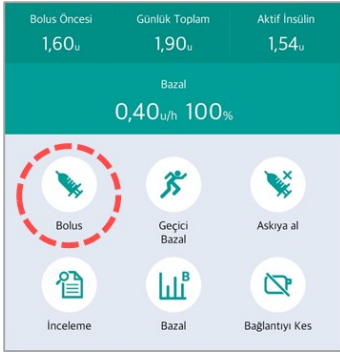 Bolus Öncesi Günlük Toplam Aktif İnsülin
1,60u 1,90u 1,54u
Bazal
0,40u/h 100%
Bolus Geçici Bazal Askıya al
B
İnceleme Bazal Bağlantıyı Kes